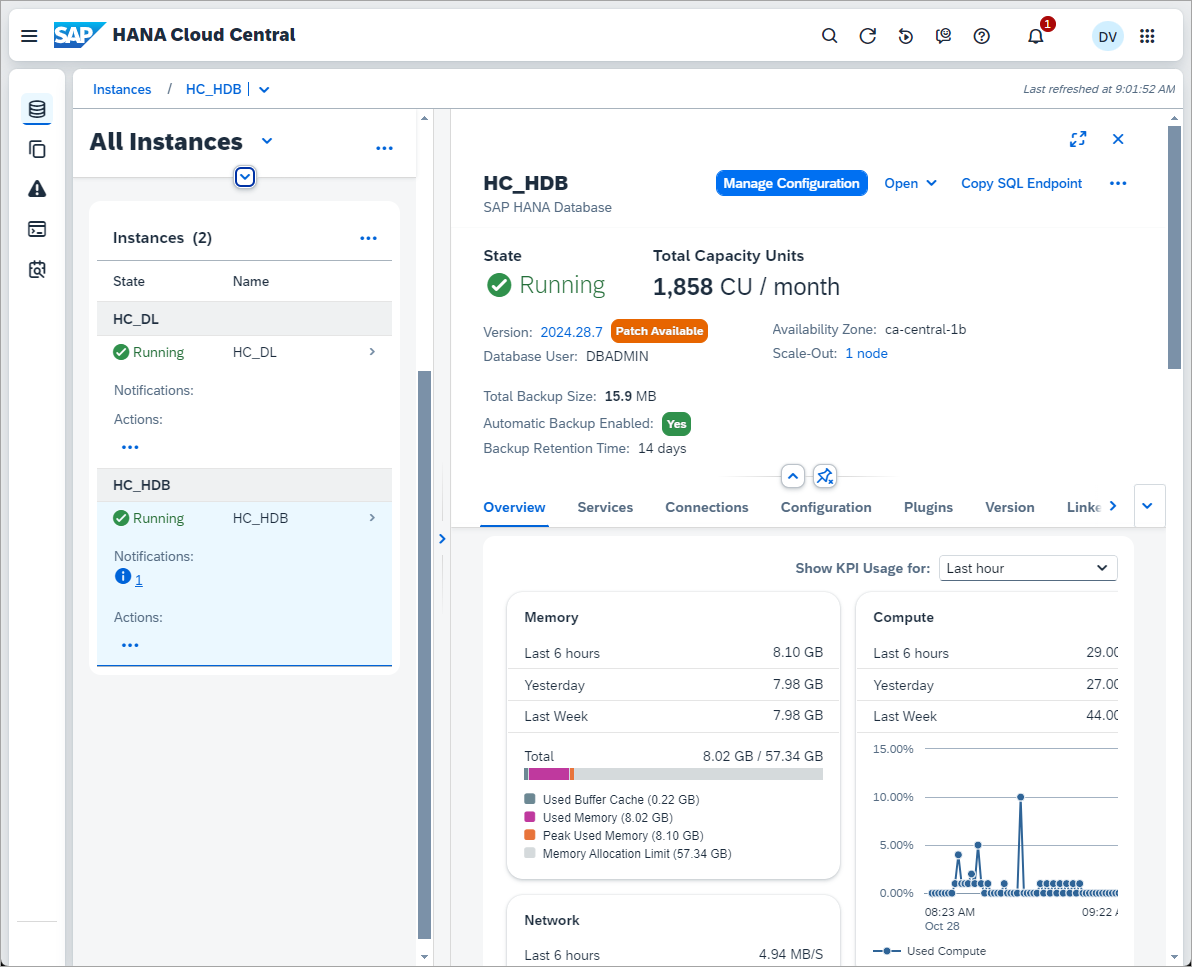 SAP HANA Cloud Central
1
DV
Instances / HC_HDB
Last refreshed at 9:01:52 AM
All Instances
Instances (2)
State Name
HC_DL
Running HC_DL
Notifications:
Actions:
HC_HDB
Running HC_HDB
Notifications:
1
Actions:
HC_HDB
SAP HANA Database
Manage Configuration Open Copy SQL Endpoint
State Total Capacity Units
Running 1,858 CU / month
Version: 2024.28.7 Patch Available
Database User: DBADMIN
Availability Zone: ca-central-1b
Scale-Out: 1 node
Total Backup Size: 15.9 MB
Automatic Backup Enabled: Yes
Backup Retention Time: 14 days
Overview Services Connections Configuration Plugins Version Linke
Show KPI Usage for: Last hour
Memory
Last 6 hours 8.10 GB
Yesterday 7.98 GB
Last Week 7.98 GB
Total 8.02 GB / 57.34 GB
Used Buffer Cache (0.22 GB)
Used Memory (8.02 GB)
Peak Used Memory (8.10 GB)
Memory Allocation Limit (57.34 GB)
Compute
Last 6 hours 29.00
Yesterday 27.00
Last Week 44.00
15.00%
10.00%
5.00%
0.00%
08:23 AM 09:22
Oct 28
Used Compute
Network
Last 6 hours 4.94 MB/S